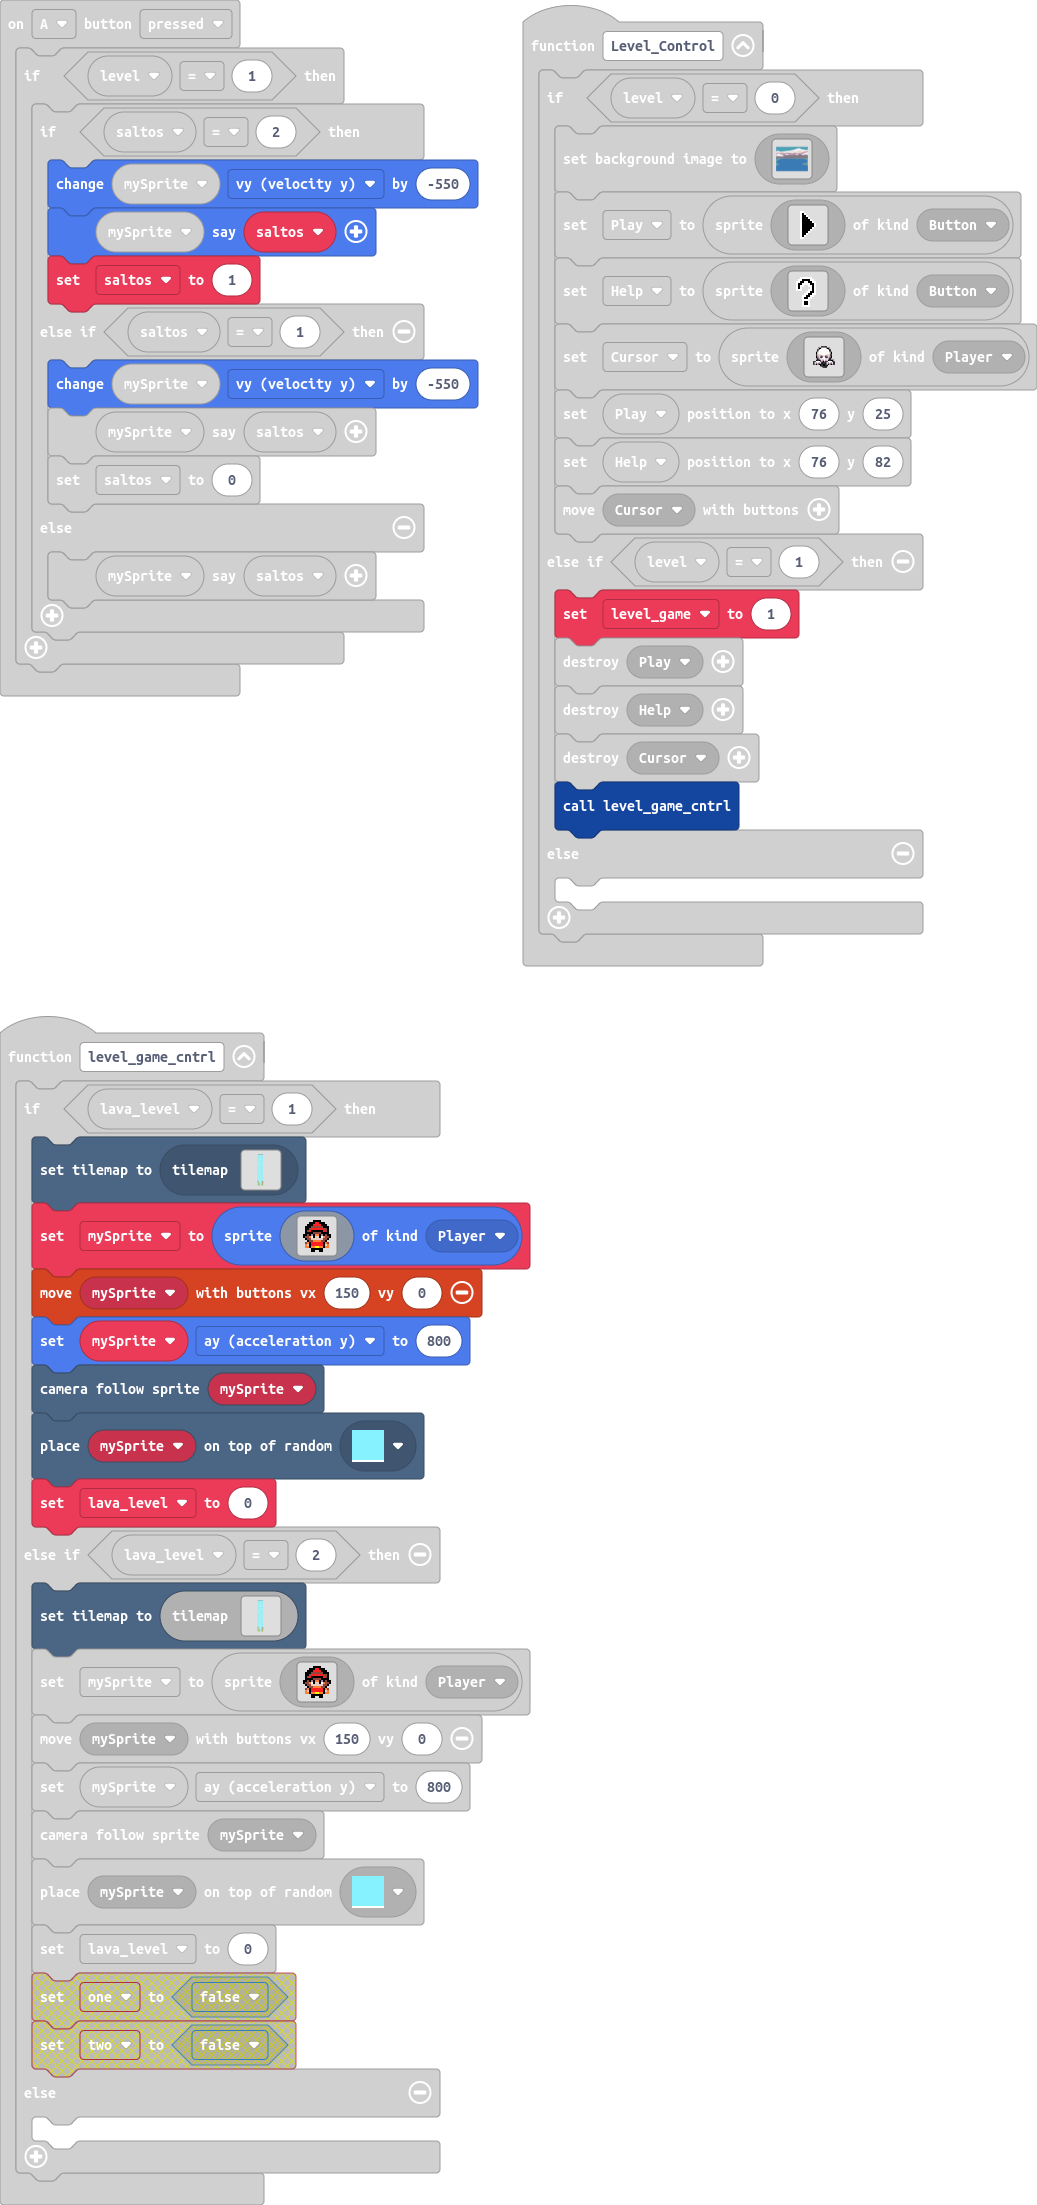 on A button pressed
if level = 1 then
if saltos = 2 then
change mySprite vy (velocity y) by -550
mySprite say saltos
set saltos to 1
else if saltos = 1 then
change mySprite vy (velocity y) by -550
mySprite say saltos
set saltos to 0
else
mySprite say saltos
function Level_Control
if level = 0 then
set background image to
set Play to sprite of kind Button
set Help to sprite of kind Button
set Cursor to sprite of kind Player
set Play position to x 76 y 25
set Help position to x 76 y 82
move Cursor with buttons
else if level = 1 then
set level_game to 1
destroy Play
destroy Help
destroy Cursor
call level_game_cntrl
else
function level_game_cntrl
if lava_level = 1 then
set tilemap to tilemap
set mySprite to sprite of kind Player
move mySprite with buttons vx 150 vy 0
set mySprite ay (acceleration y) to 800
camera follow sprite mySprite
place mySprite on top of random
set lava_level to 0
else if lava_level = 2 then
set tilemap to tilemap
set mySprite to sprite of kind Player
move mySprite with buttons vx 150 vy 0
set mySprite ay (acceleration y) to 800
camera follow sprite mySprite
place mySprite on top of random
set lava_level to 0
set one to false
set two to false
else